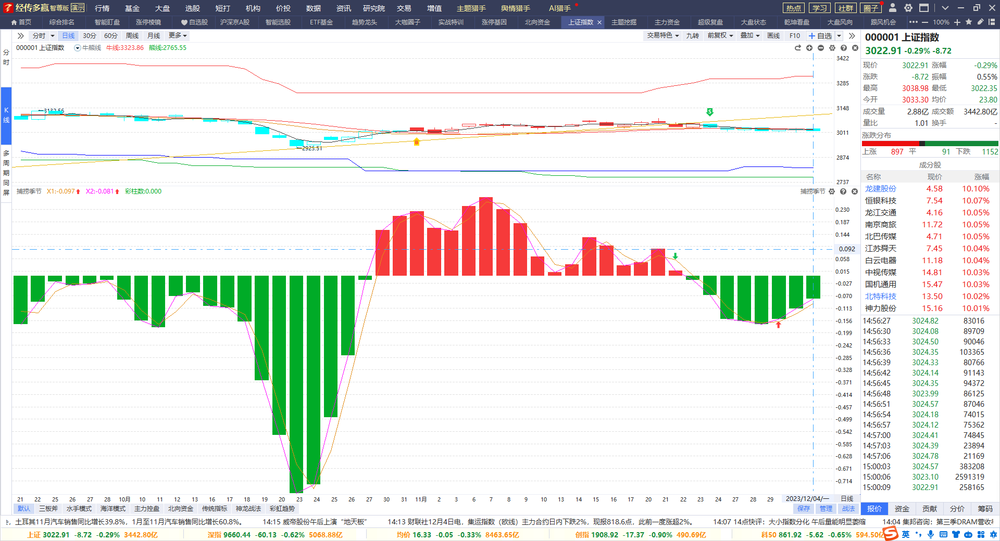 经传多赢 智尊版 演示 行情 基金 大盘 选股 短打 机构 价投 数据 资讯 研究院 交易 增值 主题猎手 舆情猎手 AI猎手 热点 学习 社群 圈子
首页 综合排名 智能盯盘 涨停棱镜 自选股 沪深京A股 智能选股 ETF基金 趋势龙头 大咖圈子 实战特训 涨停基因 北向资金 上证指数 × 主题挖掘 主力资金 超级复盘 大盘状态 乾坤看盘 大盘风向 跟风机会 ••• — 100% +
分时 日线 30分 60分 周线 月线 更多 交易特色 九转 前复权 叠加 画线 F10 +自选
分时
K线
多周期同屏
000001 上证指数 牛熊线 牛线:3323.86 熊线:2765.55
3422
3285
3148
3011
2874
2737
←3132.56
←2923.51
S
B
捕捞季节 X1:-0.097 X2:-0.081 彩柱数:0.000
捕捞季节
0.230
0.187
0.144
0.092
0.058
0.015
-0.027
-0.070
-0.113
-0.156
-0.199
-0.242
-0.285
-0.328
-0.371
-0.414
-0.457
-0.499
-0.542
-0.585
-0.628
-0.671
-0.714
21 22 25 26 27 28 10月 10 11 12 13 16 17 18 19 20 23 24 25 26 27 30 31 11月 2 3 6 7 8 9 10 13 14 15 16 17 20 21 22 23 24 27 28 29 2023/12/04/一 日线
默认 三板斧 水手模式 海洋模式 主力控盘 北向资金 传统指标 神龙战法 彩虹趋势 保存 管理 战法
000001 上证指数
3022.91 -0.29% -8.72
现价 3022.91 涨幅 -0.29%
涨跌 -8.72 振幅 0.55%
最高 3038.98 最低 3022.35
今开 3033.30 均价 23.80
成交量 2.88亿 成交额 3442.80亿
量比 1.01 换手 -
涨跌分布
上涨 897 平 91 下跌 1152
成分股
名称 现价 涨幅
龙建股份 4.58 10.10%
恒银科技 7.54 10.07%
龙江交通 4.16 10.05%
南京商旅 11.72 10.05%
北巴传媒 4.71 10.05%
江苏舜天 7.45 10.04%
白云电器 11.18 10.04%
中视传媒 14.81 10.03%
国机通用 15.47 10.03%
北特科技 13.50 10.02%
神力股份 15.16 10.01%
14:56:27 3024.82 83016
14:56:30 3024.08 89709
14:56:33 3024.50 90046
14:56:36 3024.35 103365
14:56:39 3024.33 80766
14:56:42 3024.14 91143
14:56:45 3024.35 94372
14:56:48 3023.99 86125
14:56:51 3024.57 87046
14:56:54 3024.18 74015
14:56:57 3024.12 75362
14:57:00 3024.41 74845
14:57:03 3024.39 23894
14:57:06 3024.78 21169
15:00:03 3024.57 383208
15:00:06 3023.10 2591319
15:00:09 3022.91 258165
报价 资金 贡献 分价 筹码
，土耳其11月汽车销售同比增长39.8%，1月至11月汽车销售同比增长60.8%。 14:15 威帝股份午后上演“地天板” 14:13 财联社12月4日电，集运指数（欧线）主力合约日内下跌2%，现报818.6点，此前一度涨超2%。 14:07 14点快评：大小指数分化 午后量能明显萎缩 14:04 集邦咨询：第三季DRAM营收
上证 3022.91 -8.72 -0.29% 3442.80亿 深指 9660.44 -60.13 -0.62% 5068.88亿 均价 16.33 -0.05 -0.33% 8463.65亿 创指 1908.92 -17.37 -0.90% 490.69亿 科50 861.92 -5.62 -0.65% 594.50亿 英